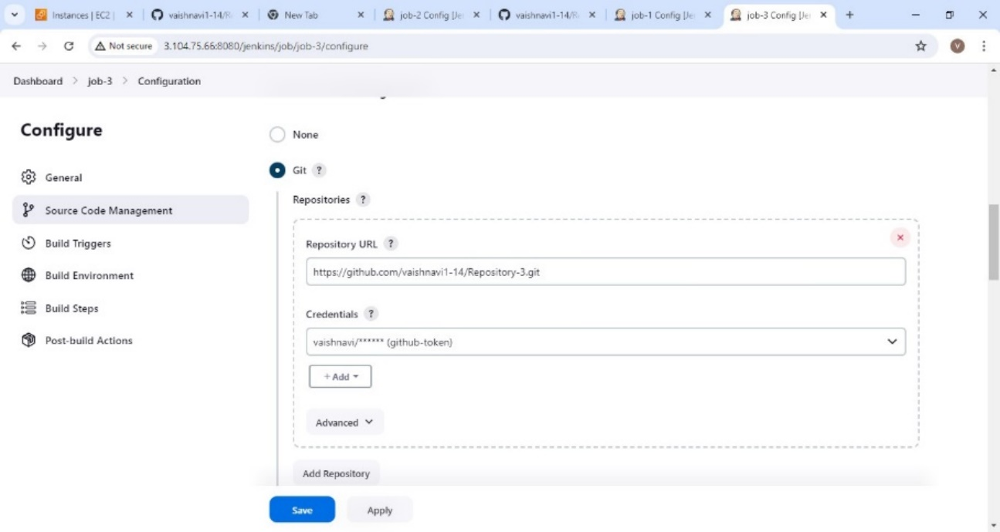 Instances | EC2 |
vaishnavi1-14/R
New Tab
job-2 Config [Je
vaishnavi1-14/R
job-1 Config [Je
job-3 Config [Je
Not secure 3.104.75.66:8080/jenkins/job/job-3/configure
V
Dashboard > job-3 > Configuration
Configure
General
Source Code Management
Build Triggers
Build Environment
Build Steps
Post-build Actions
None
Git ?
Repositories ?
Repository URL ?
https://github.com/vaishnavi1-14/Repository-3.git
Credentials ?
vaishnavi/****** (github-token)
+ Add
Advanced
Add Repository
Save Apply